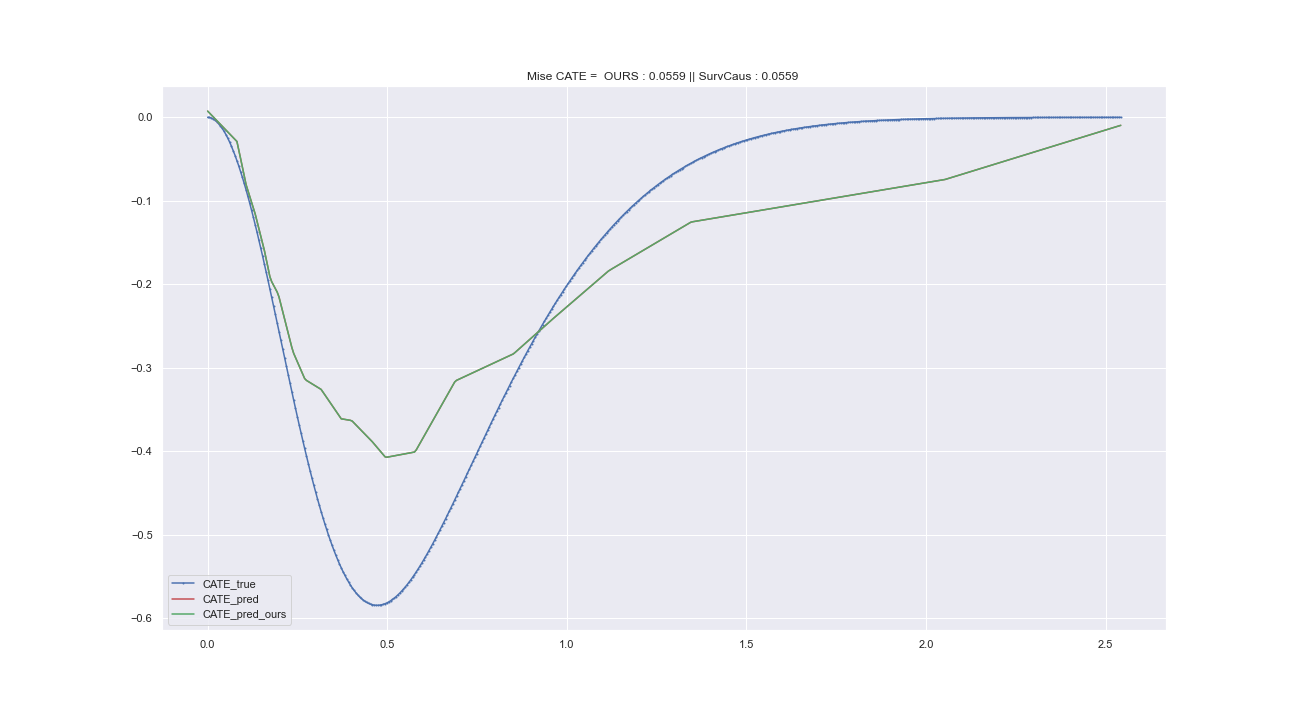 Mise CATE =  OURS : 0.0559 || SurvCaus : 0.0559
0.0
−0.1
−0.2
−0.3
−0.4
−0.5
−0.6
CATE_true
CATE_pred
CATE_pred_ours
0.0 0.5 1.0 1.5 2.0 2.5